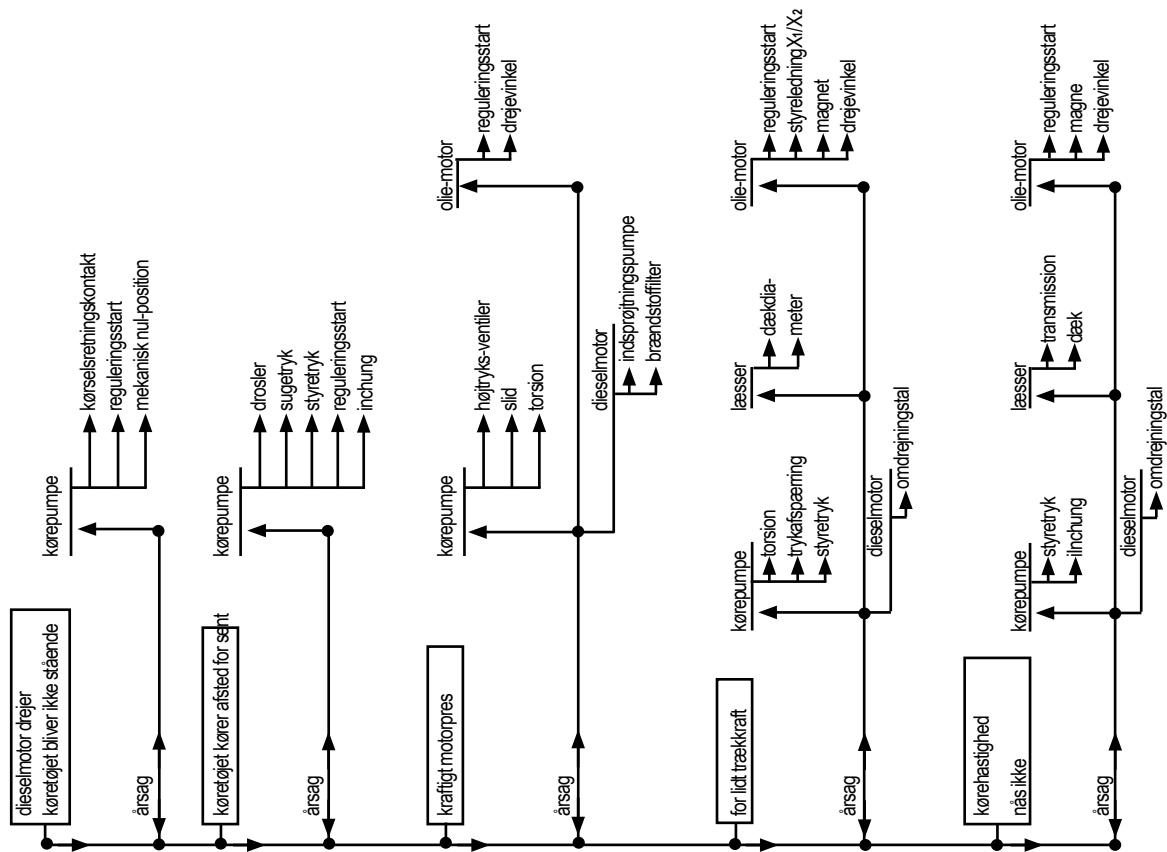 dieselmotor drejer
køretøjet bliver ikke stående
årsag
kørepumpe
kørselsretningskontakt
reguleringsstart
mekanisk nul-position
køretøjet kører afsted for sent
årsag
kørepumpe
drosler
sugetryk
styretryk
reguleringsstart
inchung
kraftigt motorpres
årsag
kørepumpe
højtryks-ventiler
slid
torsion
dieselmotor
indsprøjtningspumpe
brændstoffilter
olie-motor
reguleringsstart
drejevinkel
for lidt trækkraft
årsag
kørepumpe
torsion
trykafspærring
styretryk
dieselmotor
omdrejningstal
læsser
dækdia-
meter
olie-motor
reguleringsstart
styreledning X₁/X₂
magnet
drejevinkel
kørehastighed
nås ikke
årsag
kørepumpe
styretryk
ilnchung
dieselmotor
omdrejningstal
læsser
transmission
dæk
olie-motor
reguleringsstart
magne
drejevinkel